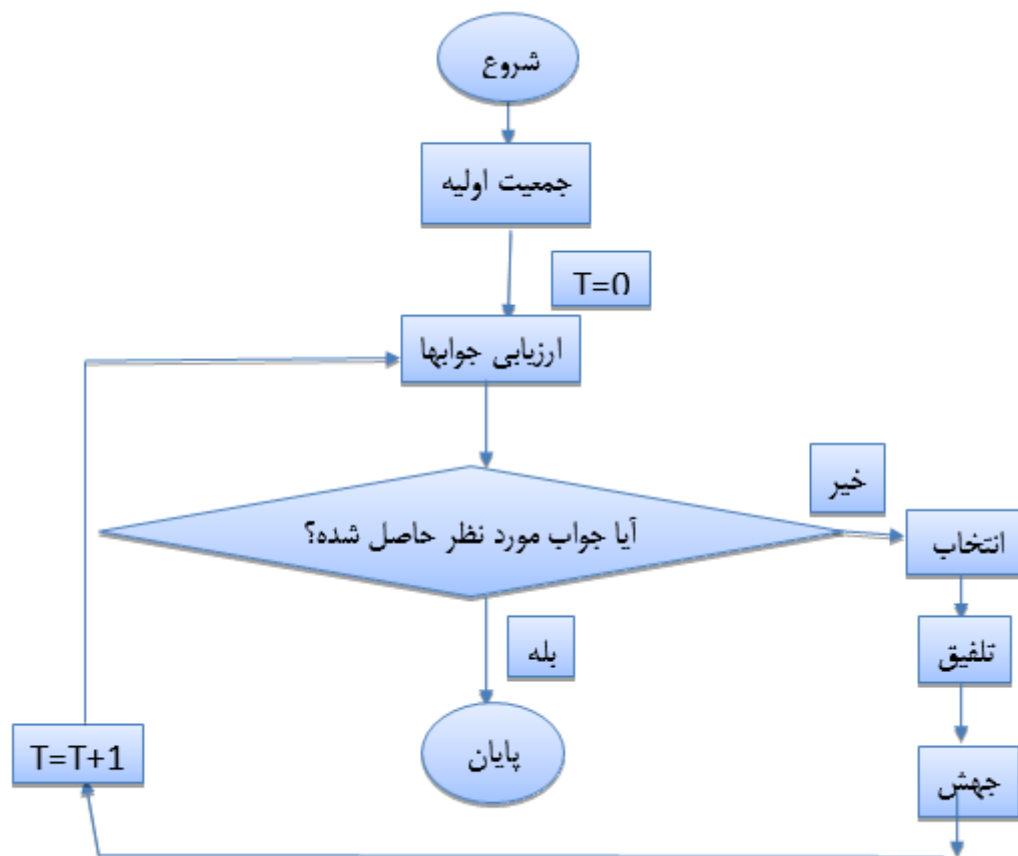 شروع
جمعیت اولیه
T=0
ارزیابی جوابها
آیا جواب مورد نظر حاصل شده؟
خیر
انتخاب
بله
تلفیق
پایان
جهش
T=T+1